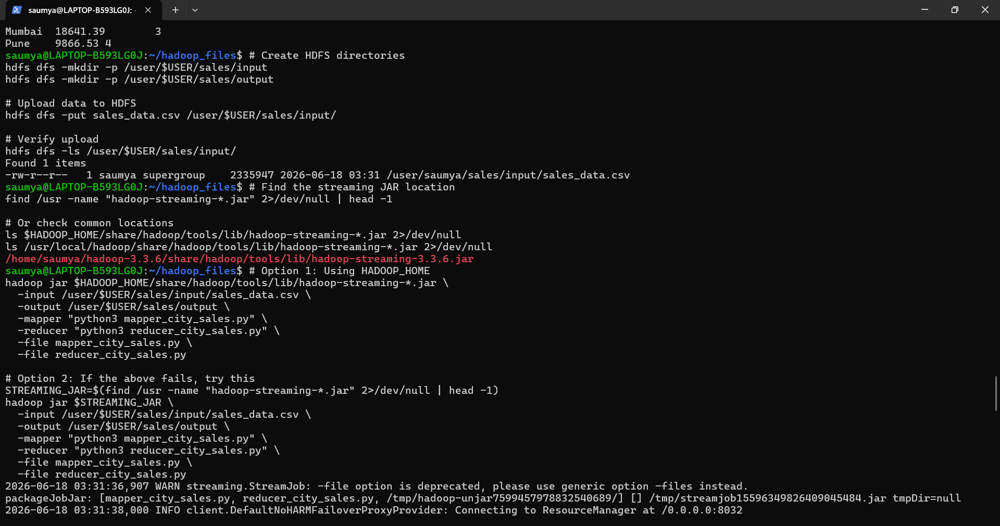 saumya@LAPTOP-B593LG0J: ~
Mumbai  18641.39        3
Pune    9866.53 4
saumya@LAPTOP-B593LG0J:~/hadoop_files$ # Create HDFS directories
hdfs dfs -mkdir -p /user/$USER/sales/input
hdfs dfs -mkdir -p /user/$USER/sales/output
# Upload data to HDFS
hdfs dfs -put sales_data.csv /user/$USER/sales/input/
# Verify upload
hdfs dfs -ls /user/$USER/sales/input/
Found 1 items
-rw-r--r--   1 saumya supergroup    2335947 2026-06-18 03:31 /user/saumya/sales/input/sales_data.csv
saumya@LAPTOP-B593LG0J:~/hadoop_files$ # Find the streaming JAR location
find /usr -name "hadoop-streaming-*.jar" 2>/dev/null | head -1
# Or check common locations
ls $HADOOP_HOME/share/hadoop/tools/lib/hadoop-streaming-*.jar 2>/dev/null
ls /usr/local/hadoop/share/hadoop/tools/lib/hadoop-streaming-*.jar 2>/dev/null
/home/saumya/hadoop-3.3.6/share/hadoop/tools/lib/hadoop-streaming-3.3.6.jar
saumya@LAPTOP-B593LG0J:~/hadoop_files$ # Option 1: Using HADOOP_HOME
hadoop jar $HADOOP_HOME/share/hadoop/tools/lib/hadoop-streaming-*.jar \
  -input /user/$USER/sales/input/sales_data.csv \
  -output /user/$USER/sales/output \
  -mapper "python3 mapper_city_sales.py" \
  -reducer "python3 reducer_city_sales.py" \
  -file mapper_city_sales.py \
  -file reducer_city_sales.py
# Option 2: If the above fails, try this
STREAMING_JAR=$(find /usr -name "hadoop-streaming-*.jar" 2>/dev/null | head -1)
hadoop jar $STREAMING_JAR \
  -input /user/$USER/sales/input/sales_data.csv \
  -output /user/$USER/sales/output \
  -mapper "python3 mapper_city_sales.py" \
  -reducer "python3 reducer_city_sales.py" \
  -file mapper_city_sales.py \
  -file reducer_city_sales.py
2026-06-18 03:31:36,907 WARN streaming.StreamJob: -file option is deprecated, please use generic option -files instead.
packageJobJar: [mapper_city_sales.py, reducer_city_sales.py, /tmp/hadoop-unjar7599457978832540689/] [] /tmp/streamjob15596349826409045484.jar tmpDir=null
2026-06-18 03:31:38,000 INFO client.DefaultNoHARMFailoverProxyProvider: Connecting to ResourceManager at /0.0.0.0:8032